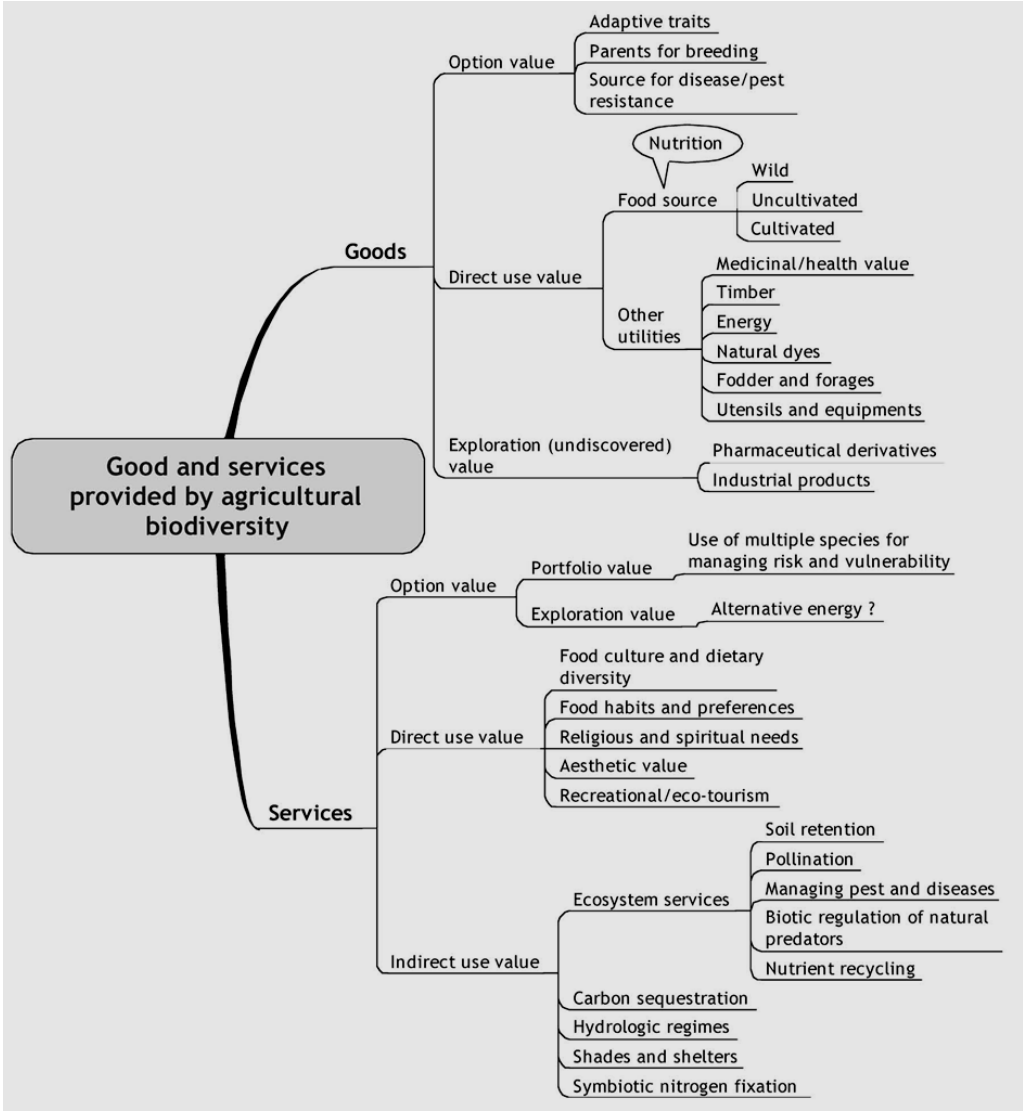 Adaptive traits
Parents for breeding
Option value
Source for disease/pest
resistance
Nutrition
Wild
Food source
Uncultivated
Cultivated
Goods
Medicinal/health value
Direct use value
Timber
Other
utilities
Energy
Natural dyes
Fodder and forages
Utensils and equipments
Exploration (undiscovered)
value
Pharmaceutical derivatives
Industrial products
Good and services
provided by agricultural
biodiversity
Use of multiple species for
managing risk and vulnerability
Portfolio value
Option value
Exploration value
Alternative energy ?
Food culture and dietary
diversity
Food habits and preferences
Direct use value
Religious and spiritual needs
Aesthetic value
Recreational/eco-tourism
Services
Soil retention
Pollination
Managing pest and diseases
Ecosystem services
Biotic regulation of natural
predators
Nutrient recycling
Indirect use value
Carbon sequestration
Hydrologic regimes
Shades and shelters
Symbiotic nitrogen fixation